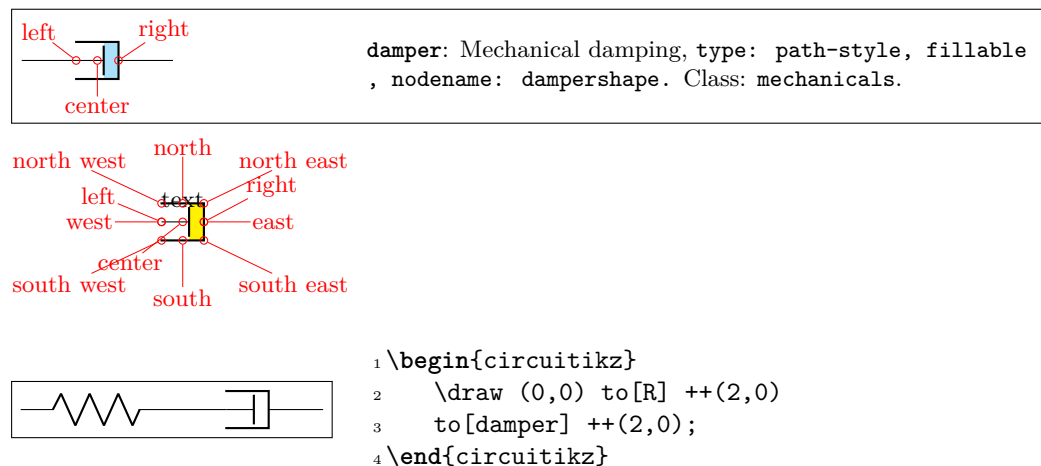 left
right
center
damper: Mechanical damping, type: path-style, fillable
, nodename: dampershape. Class: mechanicals.
north west
north
north east
left
text
right
west
east
center
south west
south
south east
1 \begin{circuitikz}
2     \draw (0,0) to[R] ++(2,0)
3     to[damper] ++(2,0);
4 \end{circuitikz}